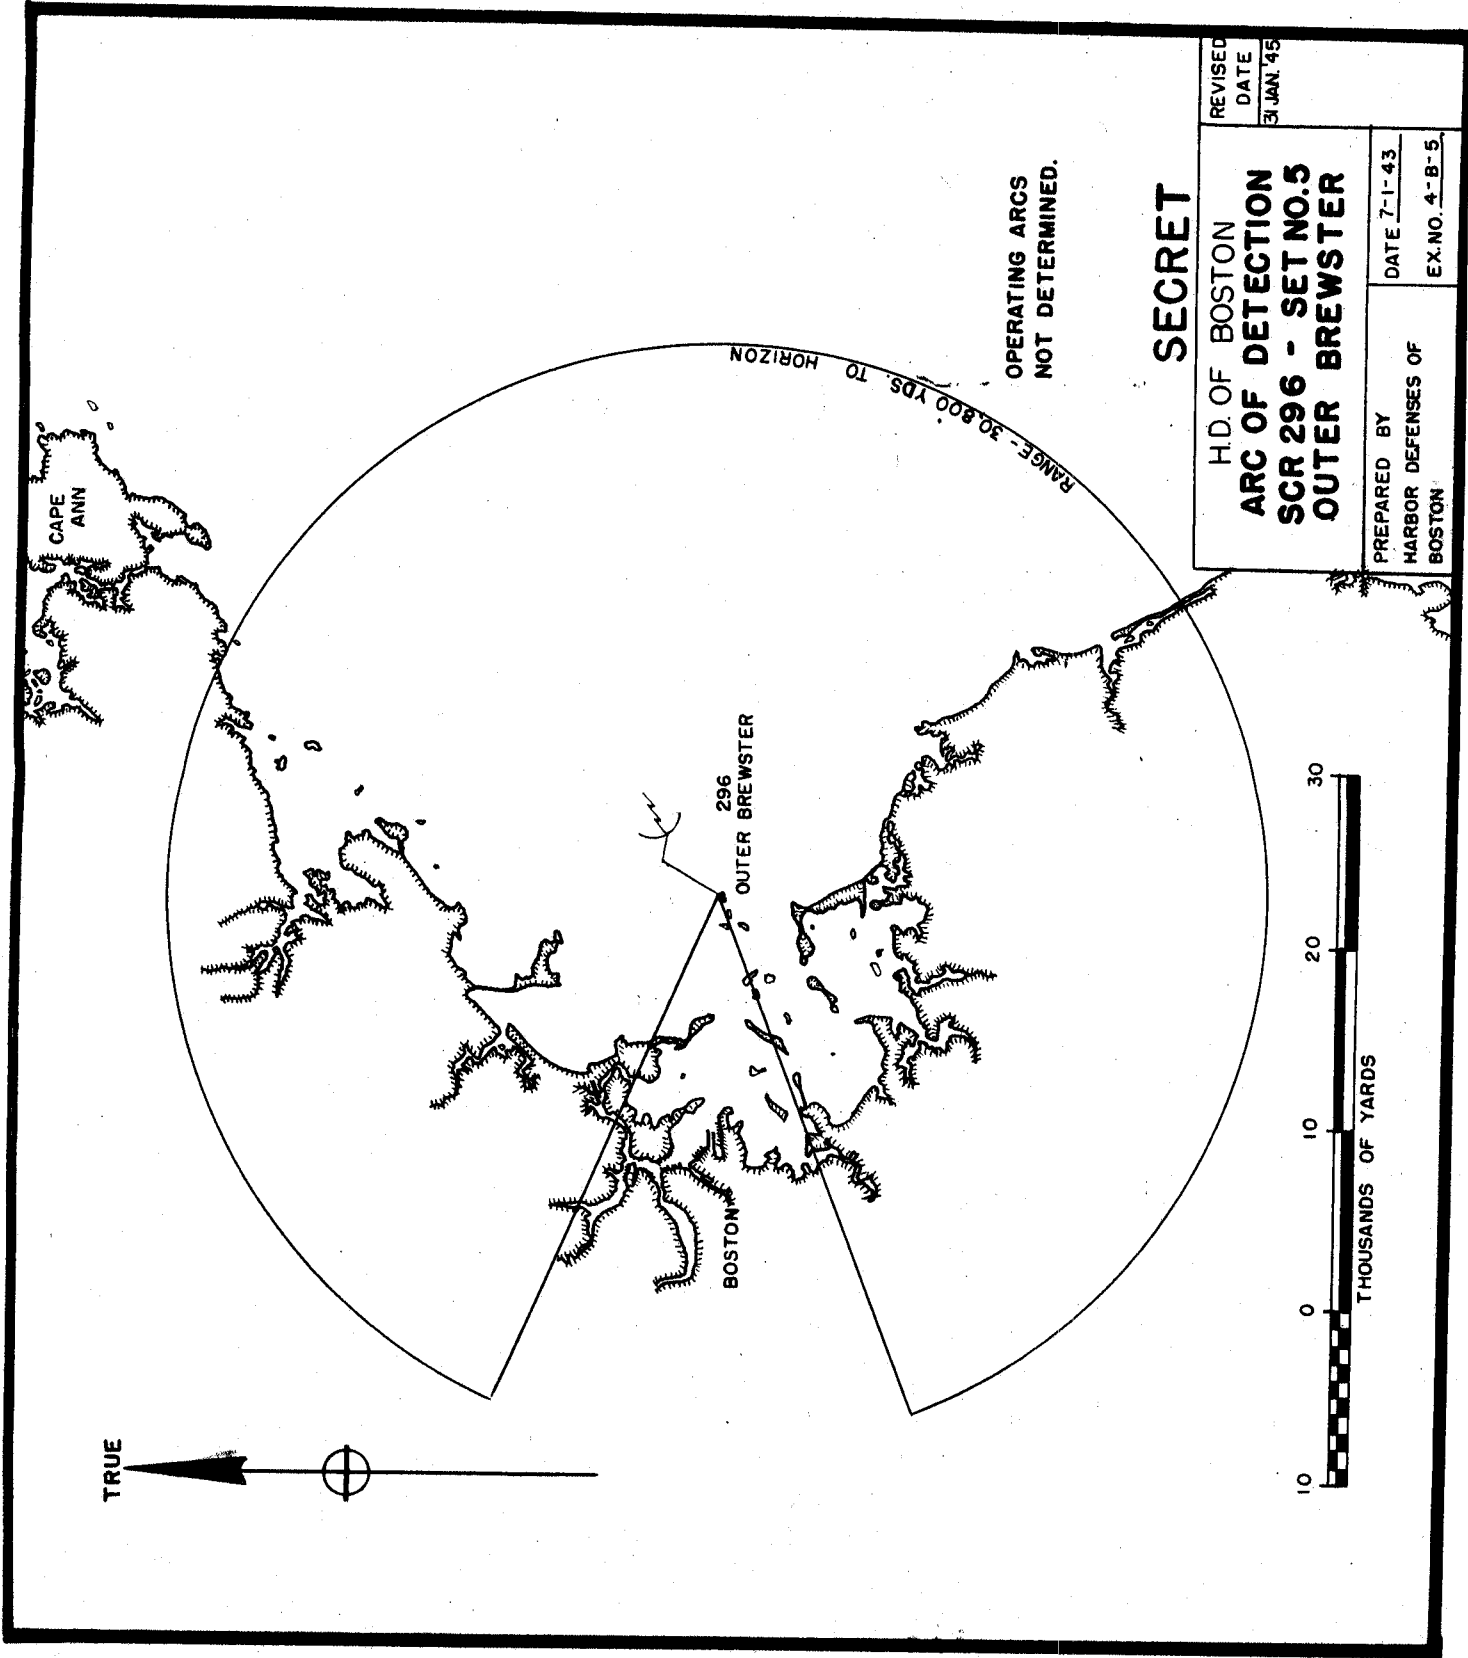 TRUE
CAPE
ANN
296
OUTER BREWSTER
BOSTON
RANGE - 30,800 YDS. TO HORIZON
OPERATING ARCS
NOT DETERMINED.
SECRET
H.D. OF BOSTON
ARC OF DETECTION
SCR 296 - SET NO. 5
OUTER BREWSTER
REVISED
DATE
31 JAN. '45
PREPARED BY
HARBOR DEFENSES OF
BOSTON
DATE 7-1-43
EX.NO. 4-B-5
10 0 10 20 30
THOUSANDS OF YARDS